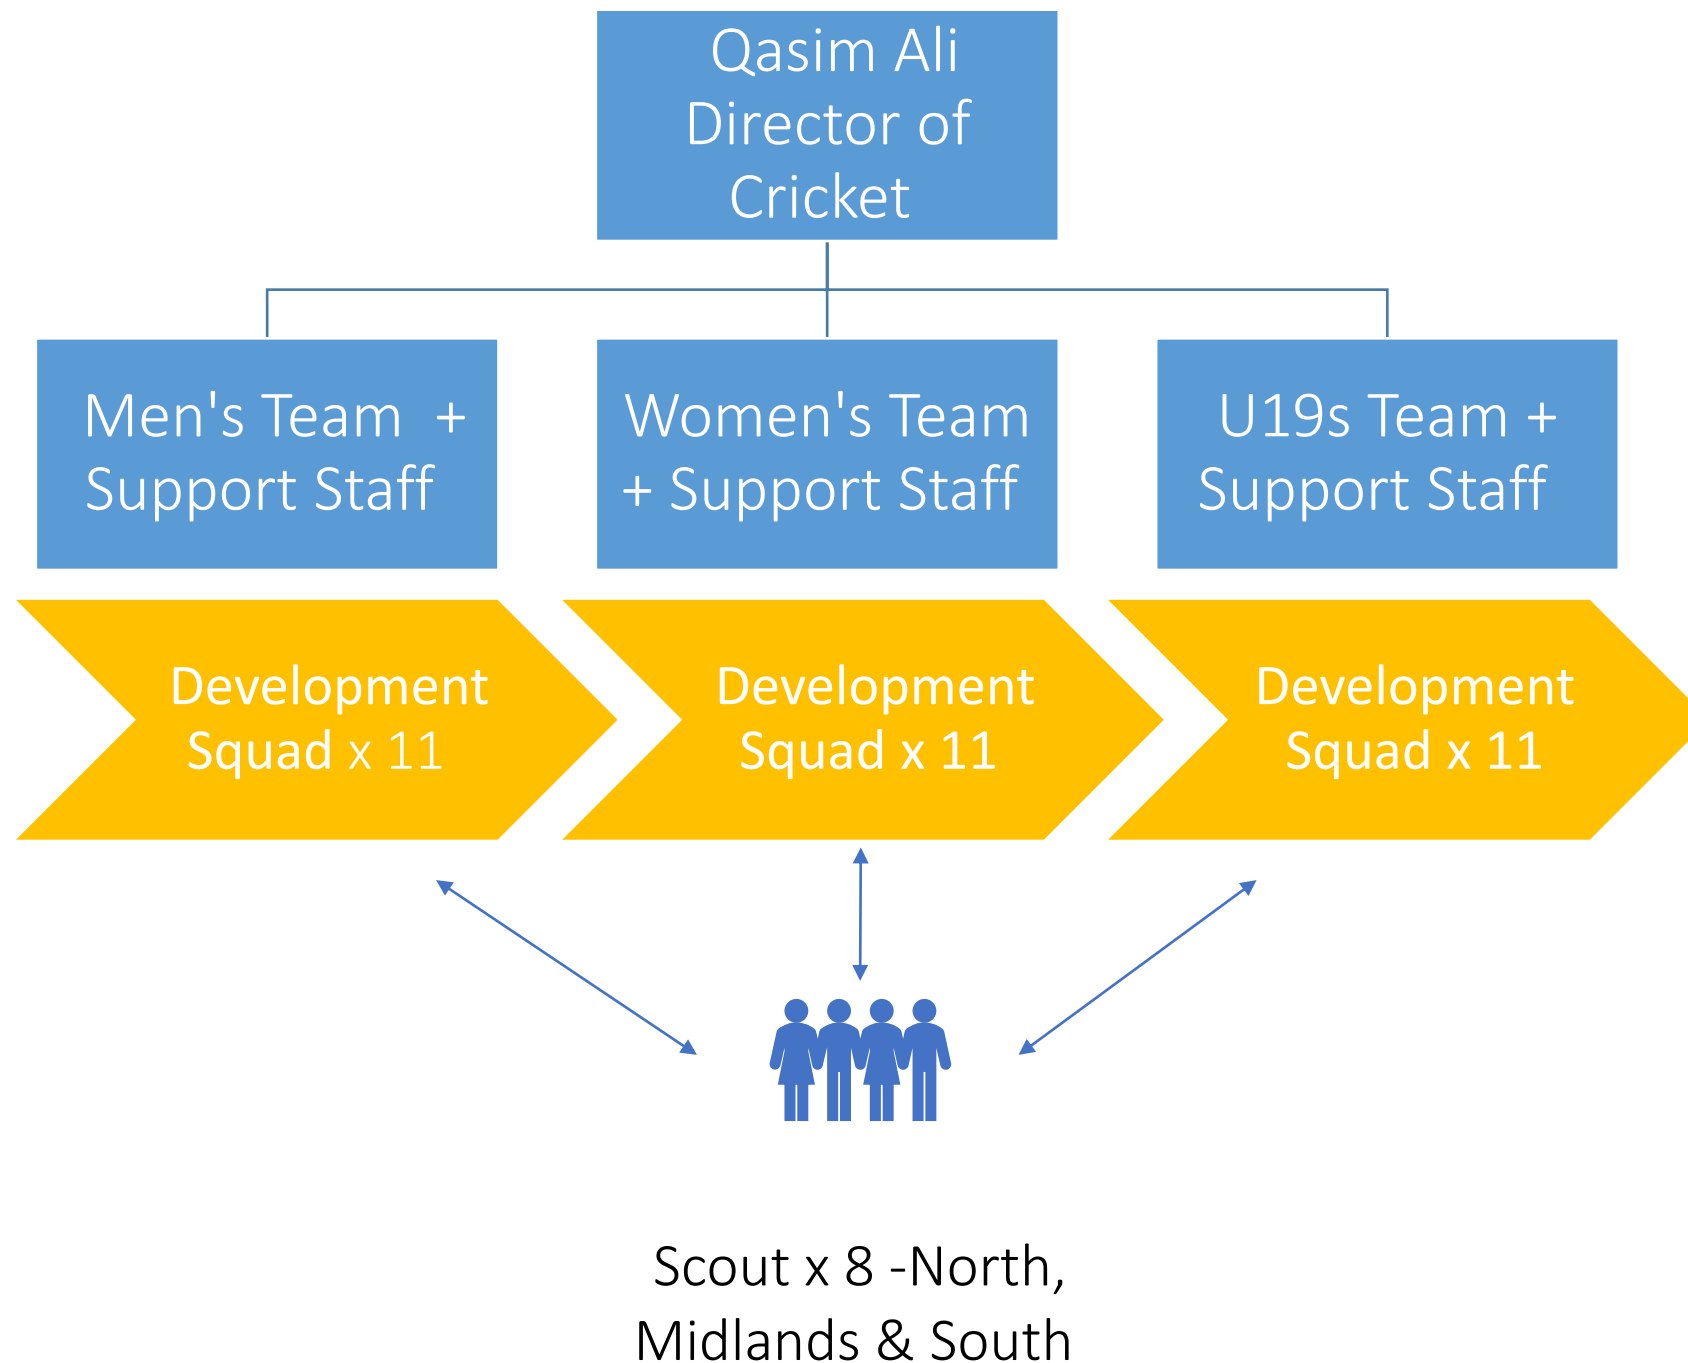 Qasim Ali
Director of
Cricket
Men's Team  +
Support Staff
Women's Team
+ Support Staff
U19s Team +
Support Staff
Development
Squad x 11
Development
Squad x 11
Development
Squad x 11
Scout x 8 -North,
Midlands & South